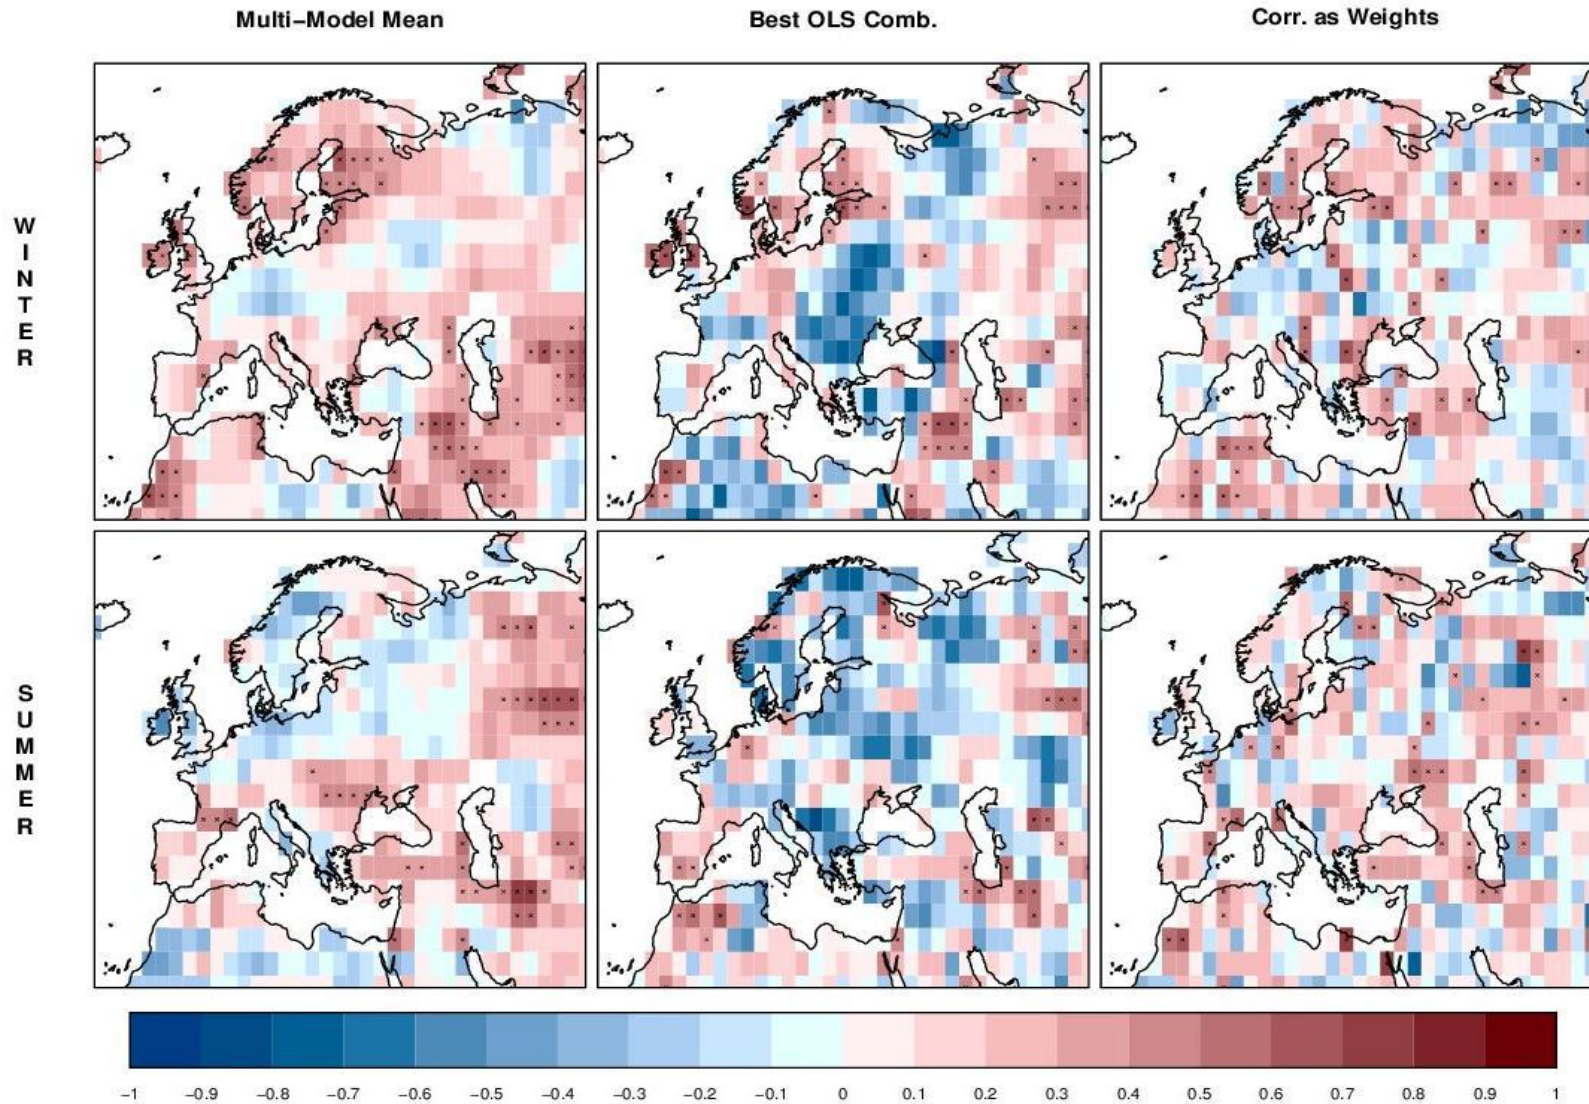 Multi−Model Mean
Best OLS Comb.
Corr. as Weights
WINTER
SUMMER
−1 −0.9 −0.8 −0.7 −0.6 −0.5 −0.4 −0.3 −0.2 −0.1 0 0.1 0.2 0.3 0.4 0.5 0.6 0.7 0.8 0.9 1